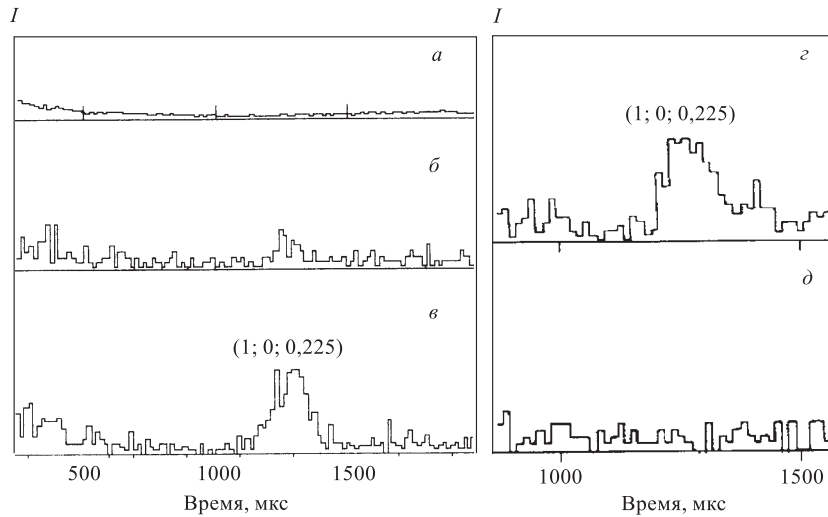 I
а
б
в
(1; 0; 0,225)
500 1000 1500
Время, мкс
I
г
(1; 0; 0,225)
д
1000 1500
Время, мкс